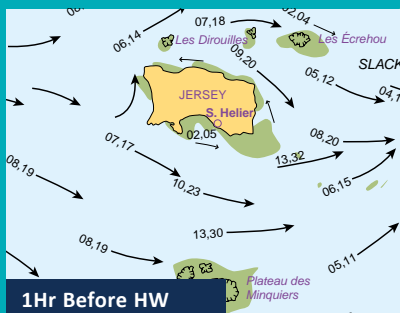 02,04
07,18
06,14
Les Dirouilles
Les Écrehou
09,20
SLACK
05,12
JERSEY
S. Helier
02,05
07,17
08,20
13,32
08,19
10,23
06,15
13,30
08,19
05,11
Plateau des
Minquiers
1Hr Before HW